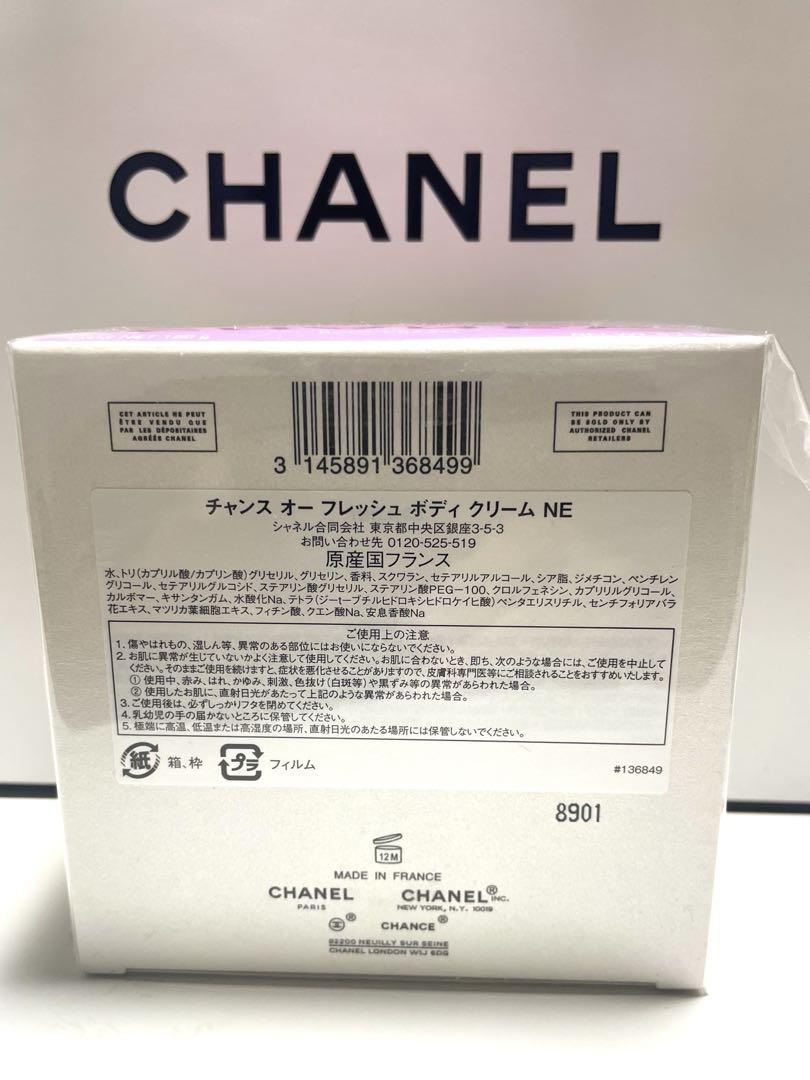 CHANEL
CET ARTICLE NE PEUT
ÊTRE VENDU QUE
PAR LES DÉPOSITAIRES
AGRÉÉS CHANEL
THIS PRODUCT CAN
BE SOLD ONLY BY
AUTHORIZED CHANEL
RETAILERS
3 145891 368499
チャンス オー フレッシュ ボディ クリーム NE
シャネル合同会社 東京都中央区銀座3-5-3
お問い合わせ先 0120-525-519
原産国フランス
水、トリ(カプリル酸/カプリン酸)グリセリル、グリセリン、香料、スクワラン、セテアリルアルコール、シア脂、ジメチコン、ペンチレン
グリコール、セテアリルグルコシド、ステアリン酸グリセリル、ステアリン酸PEG-100、クロルフェネシン、カプリリルグリコール、
カルボマー、キサンタンガム、水酸化Na、テトラ(ジ-t-ブチルヒドロキシヒドロケイヒ酸)ペンタエリスリチル、センチフォリアバラ
花エキス、マツリカ葉細胞エキス、フィチン酸、クエン酸Na、安息香酸Na
ご使用上の注意
1. 傷やはれもの、湿しん等、異常のある部位にはお使いにならないでください。
2. お肌に異常が生じていないかよく注意して使用してください。お肌に合わないとき、即ち、次のような場合には、ご使用を中止して
ください。そのままご使用を続けますと、症状を悪化させることがありますので、皮膚科専門医等にご相談されることをおすすめいたします。
① 使用中、赤み、はれ、かゆみ、刺激、色抜け(白斑等)や黒ずみ等の異常があらわれた場合。
② 使用したお肌に、直射日光があたって上記のような異常があらわれた場合。
3. ご使用後は、必ずしっかりフタを閉めてください。
4. 乳幼児の手の届かないところに保管してください。
5. 極端に高温、低温または高湿度の場所、直射日光のあたる場所には保管しないでください。
紙 箱、枠 プラ フィルム
#136849
8901
12M
MADE IN FRANCE
CHANEL CHANEL® INC.
PARIS NEW YORK, N.Y. 10019
® CHANCE®
92200 NEUILLY SUR SEINE
CHANEL LONDON W1J 6DG